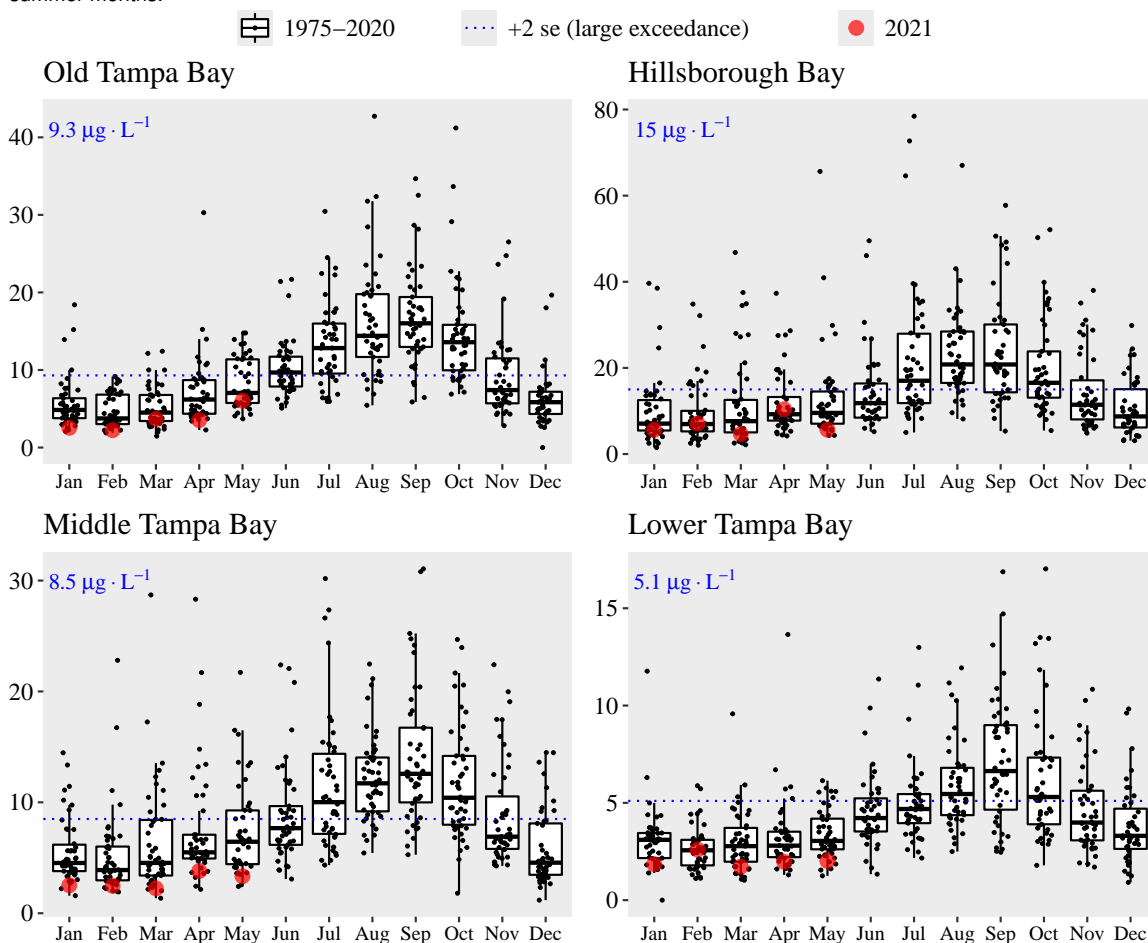 summer months.
1975−2020 +2 se (large exceedance) 2021
Old Tampa Bay
9.3 μg · L−1
40
30
20
10
0
Jan Feb Mar Apr May Jun Jul Aug Sep Oct Nov Dec
Hillsborough Bay
15 μg · L−1
80
60
40
20
0
Jan Feb Mar Apr May Jun Jul Aug Sep Oct Nov Dec
Middle Tampa Bay
8.5 μg · L−1
30
20
10
0
Jan Feb Mar Apr May Jun Jul Aug Sep Oct Nov Dec
Lower Tampa Bay
5.1 μg · L−1
15
10
5
0
Jan Feb Mar Apr May Jun Jul Aug Sep Oct Nov Dec